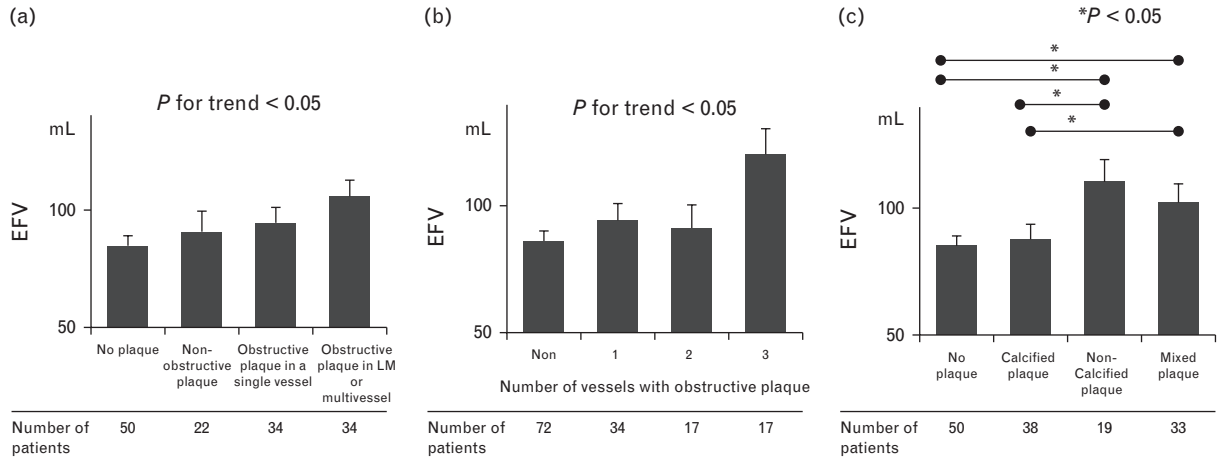 (a)
P for trend < 0.05
mL
EFV
100
50
No plaque
Non-
obstructive
plaque
Obstructive
plaque in a
single vessel
Obstructive
plaque in LM
or
multivessel
Number of
patients
50 22 34 34
(b)
P for trend < 0.05
mL
EFV
100
50
Non 1 2 3
Number of vessels with obstructive plaque
Number of
patients
72 34 17 17
(c)
*P < 0.05
*
*
*
*
mL
EFV
100
50
No
plaque
Calcified
plaque
Non-
Calcified
plaque
Mixed
plaque
Number of
patients
50 38 19 33